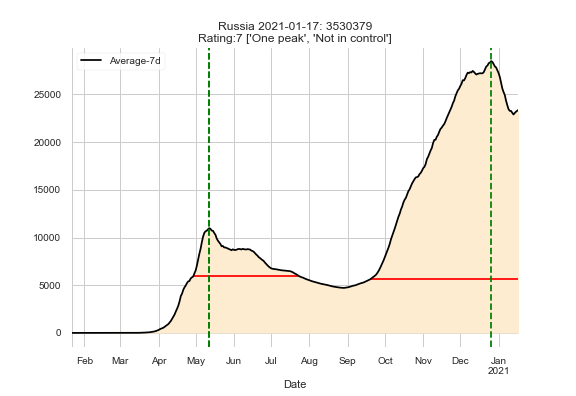 Russia 2021-01-17: 3530379
Rating:7 ['One peak', 'Not in control']
Average-7d
25000
20000
15000
10000
5000
0
Feb Mar Apr May Jun Jul Aug Sep Oct Nov Dec Jan
2021
Date